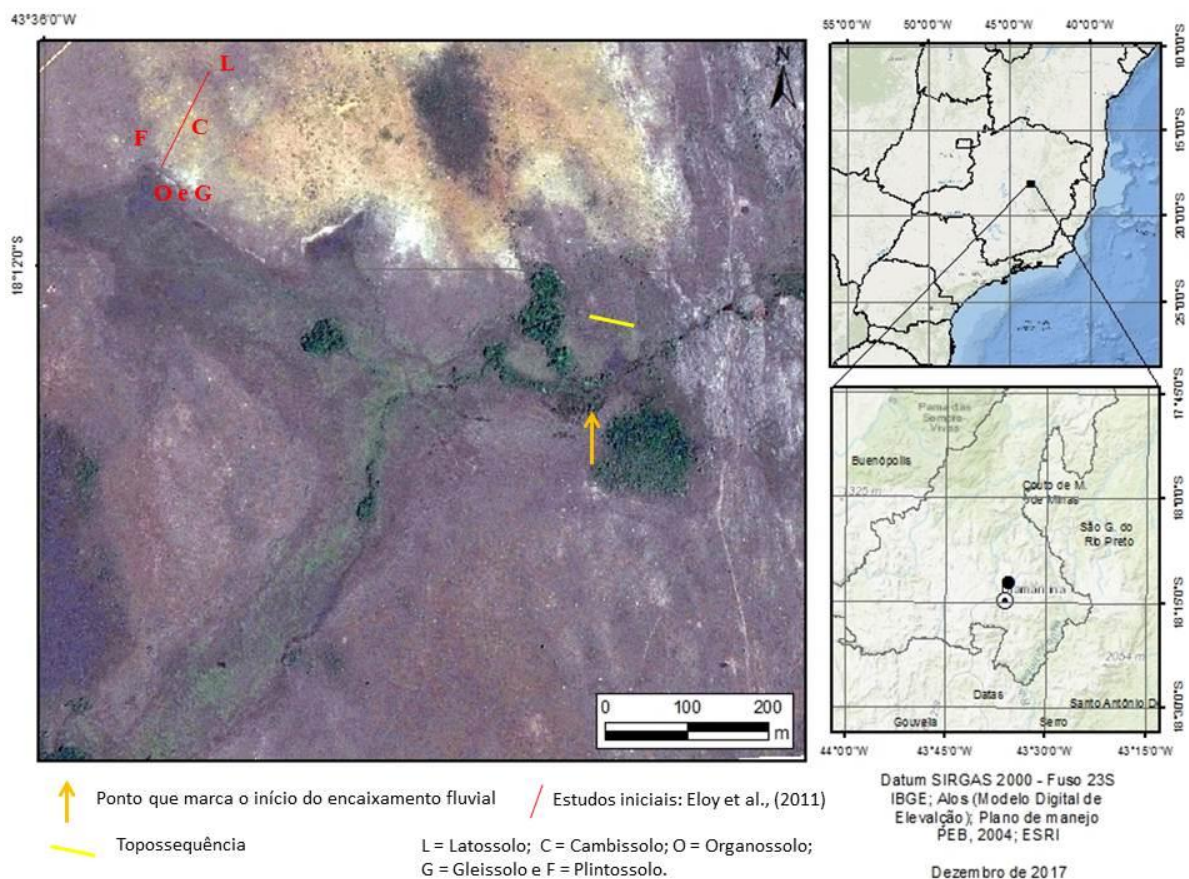 43°36'0"W
18°12'0"S
L
C
F
O e G
N
0 100 200
m
55°0'0"W 50°0'0"W 45°0'0"W 40°0'0"W
10°0'0"S
15°0'0"S
20°0'0"S
25°0'0"S
Buenópolis
1325 m
Couto de M.
de Minas
São G. do
Rio Preto
Datas
Santo Antônio D
Gouveia
Serro
17°45'0"S
18°0'0"S
18°15'0"S
18°30'0"S
44°0'0"W 43°45'0"W 43°30'0"W 43°15'0"W
Ponto que marca o início do encaixamento fluvial
Estudos iniciais: Eloy et al., (2011)
Topossequência
L = Latossolo; C = Cambissolo; O = Organossolo;
G = Gleissolo e F = Plintossolo.
Datum SIRGAS 2000 - Fuso 23S
IBGE; Alos (Modelo Digital de
Elevalção); Plano de manejo
PEB, 2004; ESRI
Dezembro de 2017